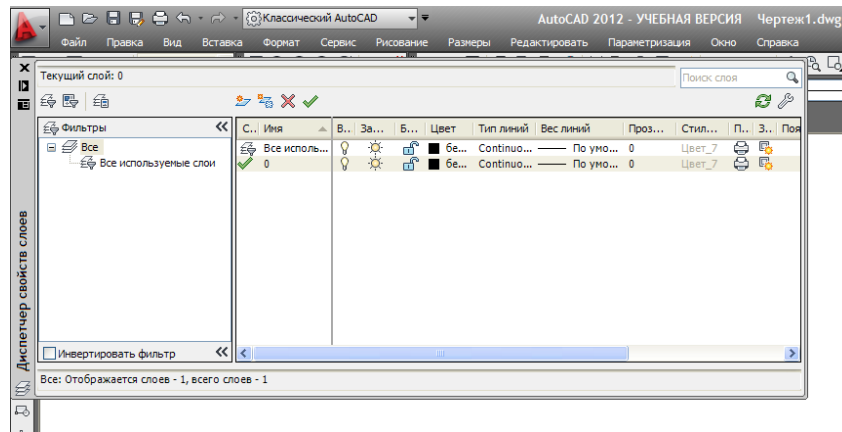 Классический AutoCAD AutoCAD 2012 - УЧЕБНАЯ ВЕРСИЯ Чертеж1.dwg
Файл Правка Вид Вставка Формат Сервис Рисование Размеры Редактировать Параметризация Окно Справка
Текущий слой: 0 Поиск слоя
Фильтры С.. Имя В.. За... Б... Цвет Тип линий Вес линий Проз... Стил... П.. З.. Поя
Все Все исполь... бе... Continuo... По умо... 0 Цвет_7
Все используемые слои 0 бе... Continuo... По умо... 0 Цвет_7
Инвертировать фильтр
Все: Отображается слоев - 1, всего слоев - 1
Диспетчер свойств слоев